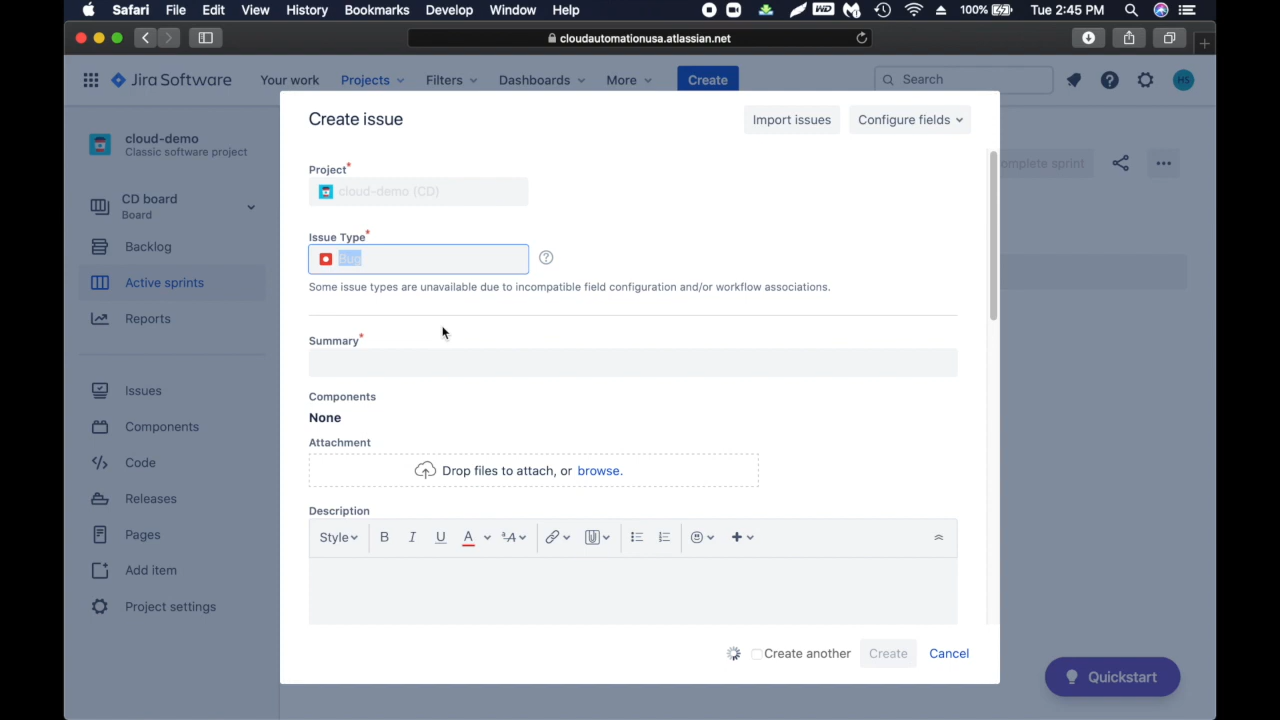 Safari File Edit View History Bookmarks Develop Window Help WD 100% Tue 2:45 PM
cloudautomationusa.atlassian.net
Jira Software Your work Projects Filters Dashboards More Create Search HS
Create issue Import issues Configure fields
cloud-demo
Classic software project
Project*
cloud-demo (CD)
omplete sprint
CD board
Board
Issue Type*
Backlog
Bug
Some issue types are unavailable due to incompatible field configuration and/or workflow associations.
Active sprints
Reports
Summary*
Issues
Components
None
Components
Attachment
Code
Drop files to attach, or browse.
Releases
Description
Pages
Style B I U A A
Add item
Project settings
Create another Create Cancel
Quickstart